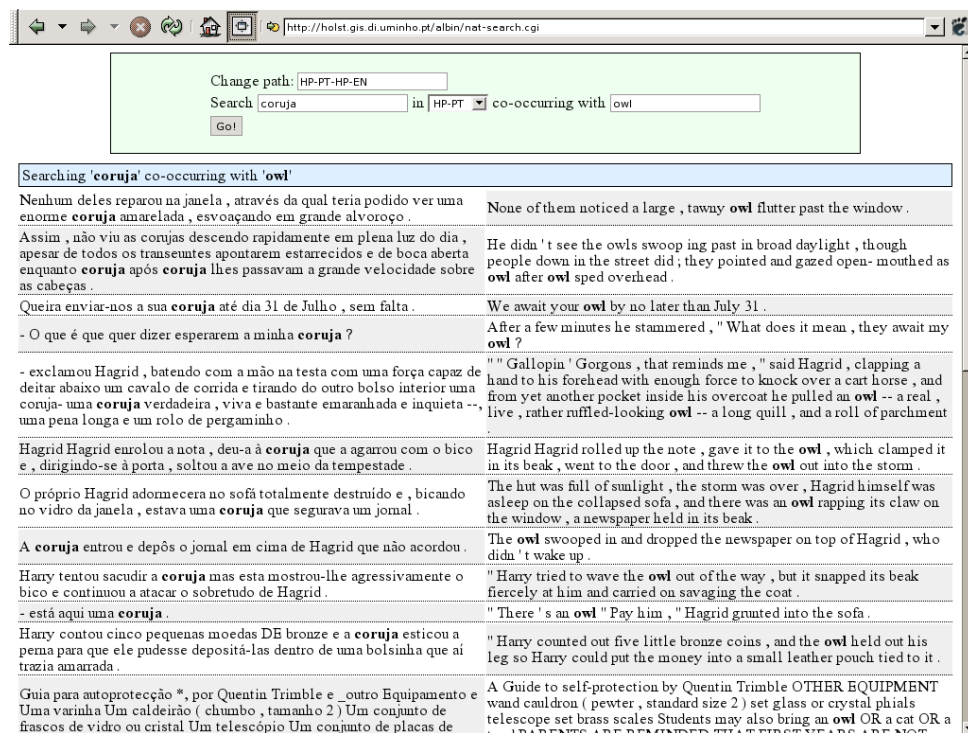 http://holst.gis.di.uminho.pt/albin/nat-search.cgi
Change path: HP-PT-HP-EN
Search coruja in HP-PT co-occurring with owl
Go!
Searching 'coruja' co-occurring with 'owl'
Nenhum deles reparou na janela , através da qual teria podido ver uma
enorme coruja amarelada , esvoaçando em grande alvoroço .
None of them noticed a large , tawny owl flutter past the window .
Assim , não viu as corujas descendo rapidamente em plena luz do dia ,
apesar de todos os transeuntes apontarem estarrecidos e de boca aberta
enquanto coruja após coruja lhes passavam a grande velocidade sobre
as cabeças .
He didn ' t see the owls swoop ing past in broad daylight , though
people down in the street did ; they pointed and gazed open- mouthed as
owl after owl sped overhead .
Queira enviar-nos a sua coruja até dia 31 de Julho , sem falta .
We await your owl by no later than July 31 .
- O que é que quer dizer esperarem a minha coruja ?
After a few minutes he stammered , " What does it mean , they await my
owl ?
- exclamou Hagrid , batendo com a mão na testa com uma força capaz de
deitar abaixo um cavalo de corrida e tirando do outro bolso interior uma
coruja- uma coruja verdadeira , viva e bastante emaranhada e inquieta --,
uma pena longa e um rolo de pergaminho .
" " Gallopin ' Gorgons , that reminds me , " said Hagrid , clapping a
hand to his forehead with enough force to knock over a cart horse , and
from yet another pocket inside his overcoat he pulled an owl -- a real ,
live , rather ruffled-looking owl -- a long quill , and a roll of parchment
.
Hagrid Hagrid enrolou a nota , deu-a à coruja que a agarrou com o bico
e , dirigindo-se à porta , soltou a ave no meio da tempestade .
Hagrid Hagrid rolled up the note , gave it to the owl , which clamped it
in its beak , went to the door , and threw the owl out into the storm .
O próprio Hagrid adormecera no sofá totalmente destruído e , bicando
no vidro da janela , estava uma coruja que segurava um jornal .
The hut was full of sunlight , the storm was over , Hagrid himself was
asleep on the collapsed sofa , and there was an owl rapping its claw on
the window , a newspaper held in its beak .
A coruja entrou e depôs o jornal em cima de Hagrid que não acordou .
The owl swooped in and dropped the newspaper on top of Hagrid , who
didn ' t wake up .
Harry tentou sacudir a coruja mas esta mostrou-lhe agressivamente o
bico e continuou a atacar o sobretudo de Hagrid .
" Harry tried to wave the owl out of the way , but it snapped its beak
fiercely at him and carried on savaging the coat .
- está aqui uma coruja .
" There ' s an owl " Pay him , " Hagrid grunted into the sofa .
Harry contou cinco pequenas moedas DE bronze e a coruja esticou a
perna para que ele pudesse depositá-las dentro de uma bolsinha que aí
trazia amarrada .
" Harry counted out five little bronze coins , and the owl held out his
leg so Harry could put the money into a small leather pouch tied to it .
Guia para autoprotecção *, por Quentin Trimble e _outro Equipamento e
Uma varinha Um caldeirão ( chumbo , tamanho 2 ) Um conjunto de
frascos de vidro ou cristal Um telescópio Um conjunto de placas de
A Guide to self-protection by Quentin Trimble OTHER EQUIPMENT
wand cauldron ( pewter , standard size 2 ) set glass or crystal phials
telescope set brass scales Students may also bring an owl OR a cat OR a
PARENTS ARE REMINDED THAT FIRST YEARS ARE NOT